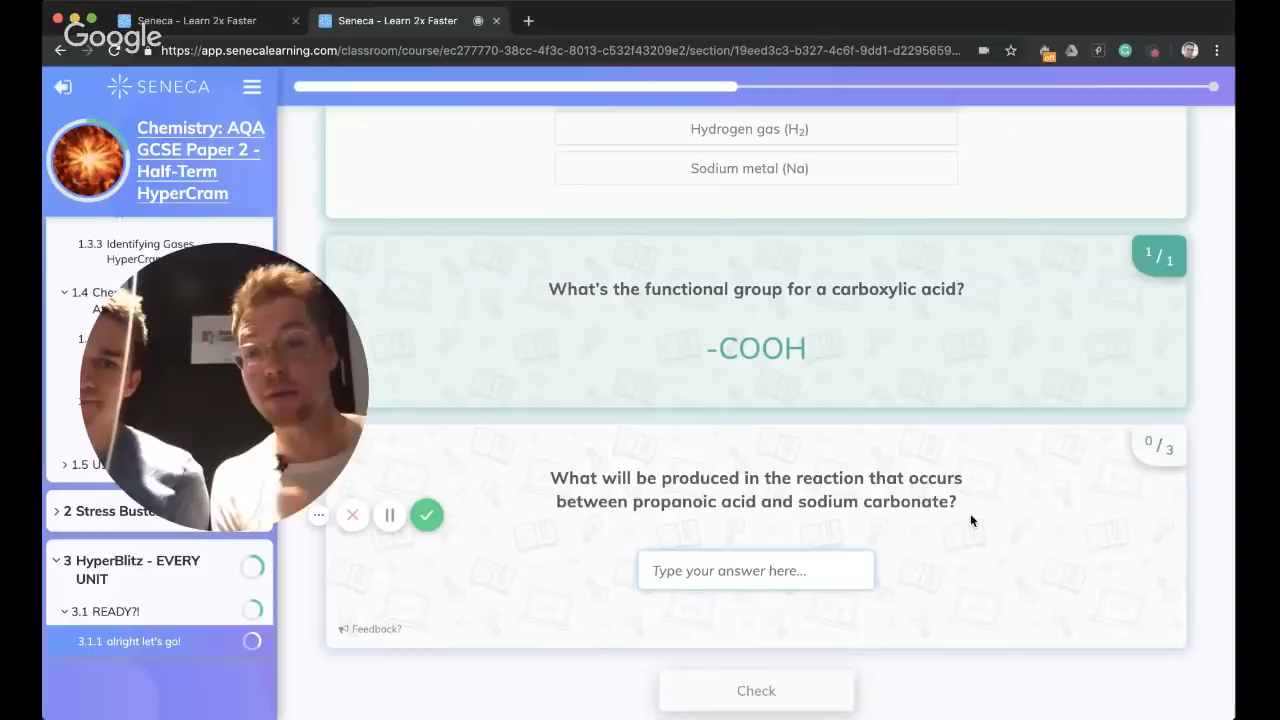 Seneca - Learn 2x Faster
Seneca - Learn 2x Faster
Google
https://app.senecalearning.com/classroom/course/ec277770-38cc-4f3c-8013-c532f43209e2/section/19eed3c3-b327-4c6f-9dd1-d2295659...
off
SENECA
Chemistry: AQA
GCSE Paper 2 -
Half-Term
HyperCram
1.3.3 Identifying Gases
1.4
1.5
2 Stress
3 HyperBlitz - EVERY
UNIT
3.1 READY?!
3.1.1 alright let's go!
Hydrogen gas (H₂)
Sodium metal (Na)
1/1
What's the functional group for a carboxylic acid?
-COOH
0/3
What will be produced in the reaction that occurs
between propanoic acid and sodium carbonate?
Type your answer here...
Feedback?
Check